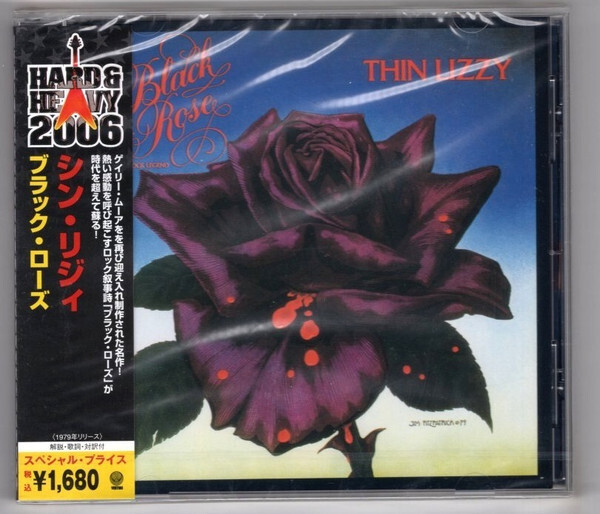 HARD &
HEAVY
2006
シン・リジィ
ブラック・ローズ
ゲイリー・ムーアを再び迎え入れ制作された名作!
熱い感動を呼び起こすロック叙事詩「ブラック・ローズ」が
時代を超えて蘇る!
(1979年リリース)
解説・歌詞・対訳付
スペシャル・プライス
税込 ¥1,680
Black
Rose
THIN LIZZY
JIM FITZPATRICK